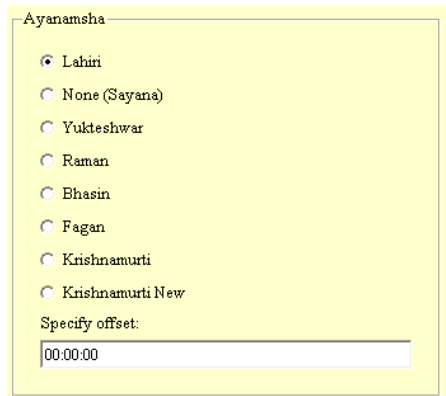 Ayanamsha
Lahiri
None (Sayana)
Yukteshwar
Raman
Bhasin
Fagan
Krishnamurti
Krishnamurti New
Specify offset:
00:00:00